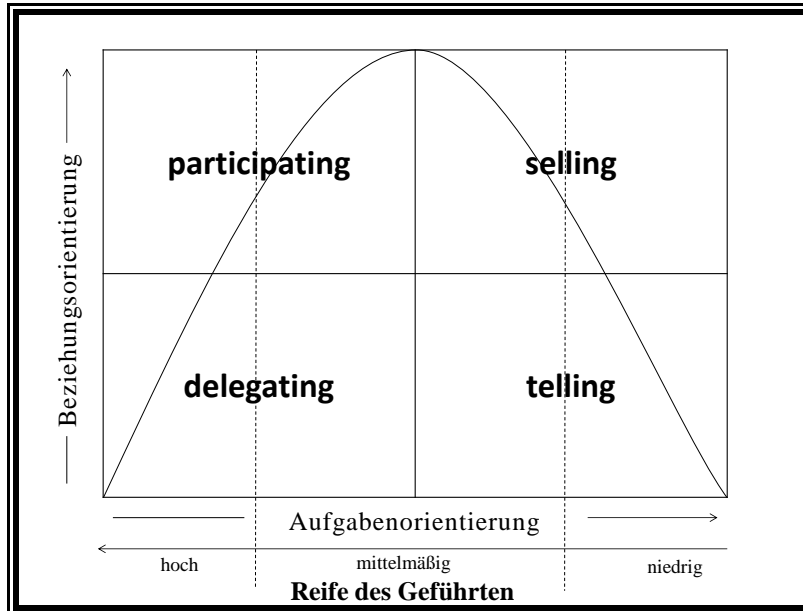 Beziehungsorientierung
participating
selling
delegating
telling
Aufgabenorientierung
hoch
mittelmäßig
niedrig
Reife des Geführten